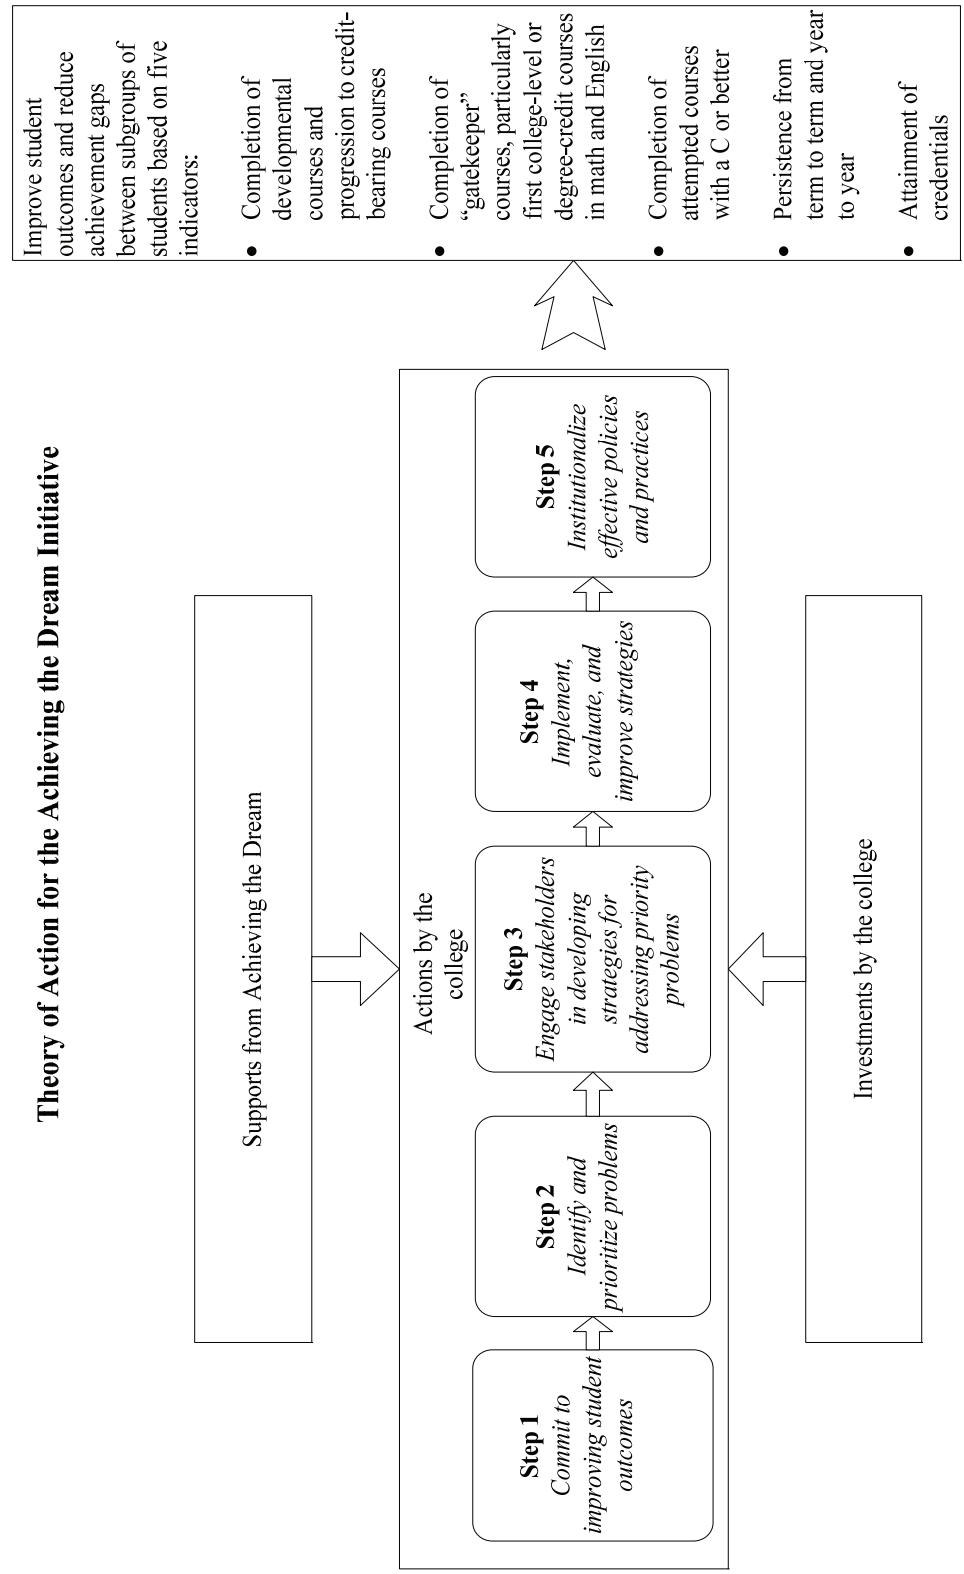 Theory of Action for the Achieving the Dream Initiative
Supports from Achieving the Dream
Actions by the
college
Step 1
Commit to
improving student
outcomes
Step 2
Identify and
prioritize problems
Step 3
Engage stakeholders
in developing
strategies for
addressing priority
problems
Step 4
Implement,
evaluate, and
improve strategies
Step 5
Institutionalize
effective policies
and practices
Investments by the college
Improve student
outcomes and reduce
achievement gaps
between subgroups of
students based on five
indicators:
• Completion of
developmental
courses and
progression to credit-
bearing courses
• Completion of
“gatekeeper”
courses, particularly
first college-level or
degree-credit courses
in math and English
• Completion of
attempted courses
with a C or better
• Persistence from
term to term and year
to year
• Attainment of
credentials